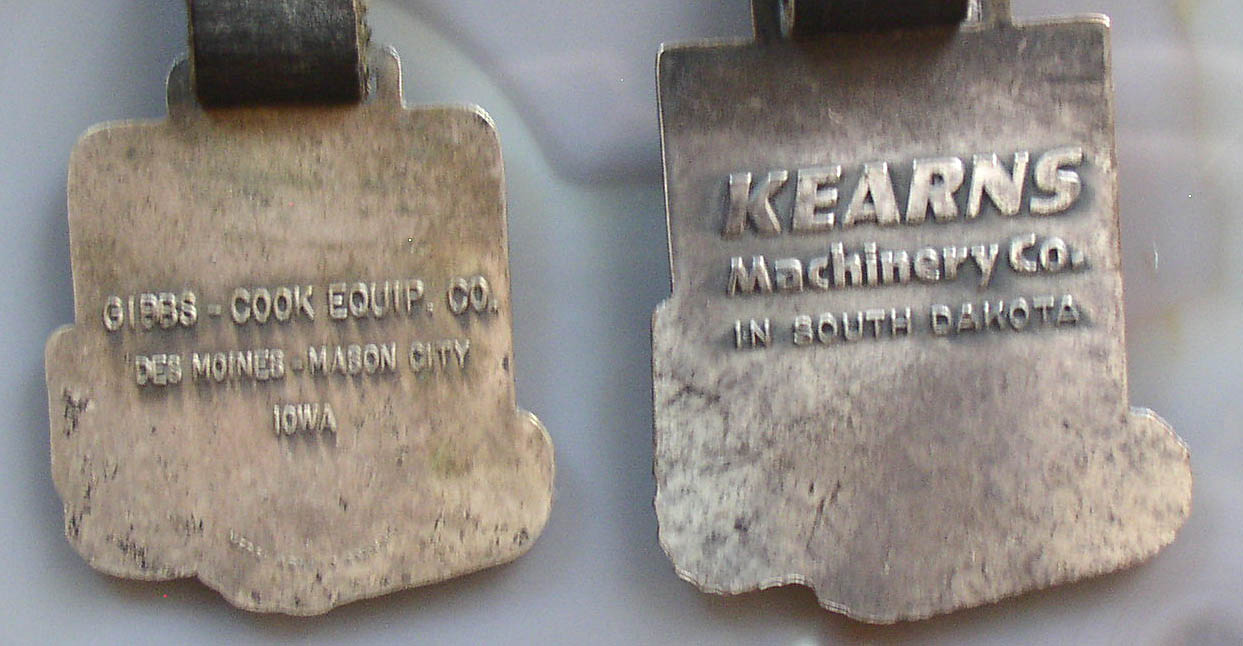 GIBBS - COOK EQUIP. CO.
DES MOINES - MASON CITY
IOWA
KEARNS
Machinery Co.
IN SOUTH DAKOTA